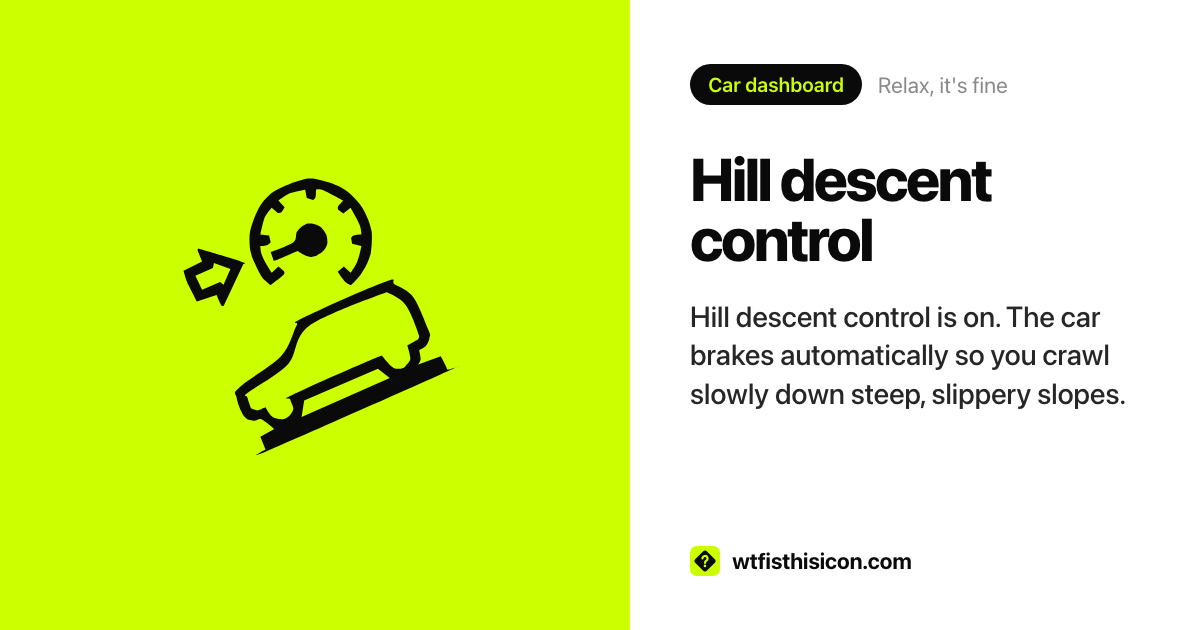 Car dashboard
Relax, it's fine
Hill descent
control
Hill descent control is on. The car
brakes automatically so you crawl
slowly down steep, slippery slopes.
?
wtfisthisicon.com